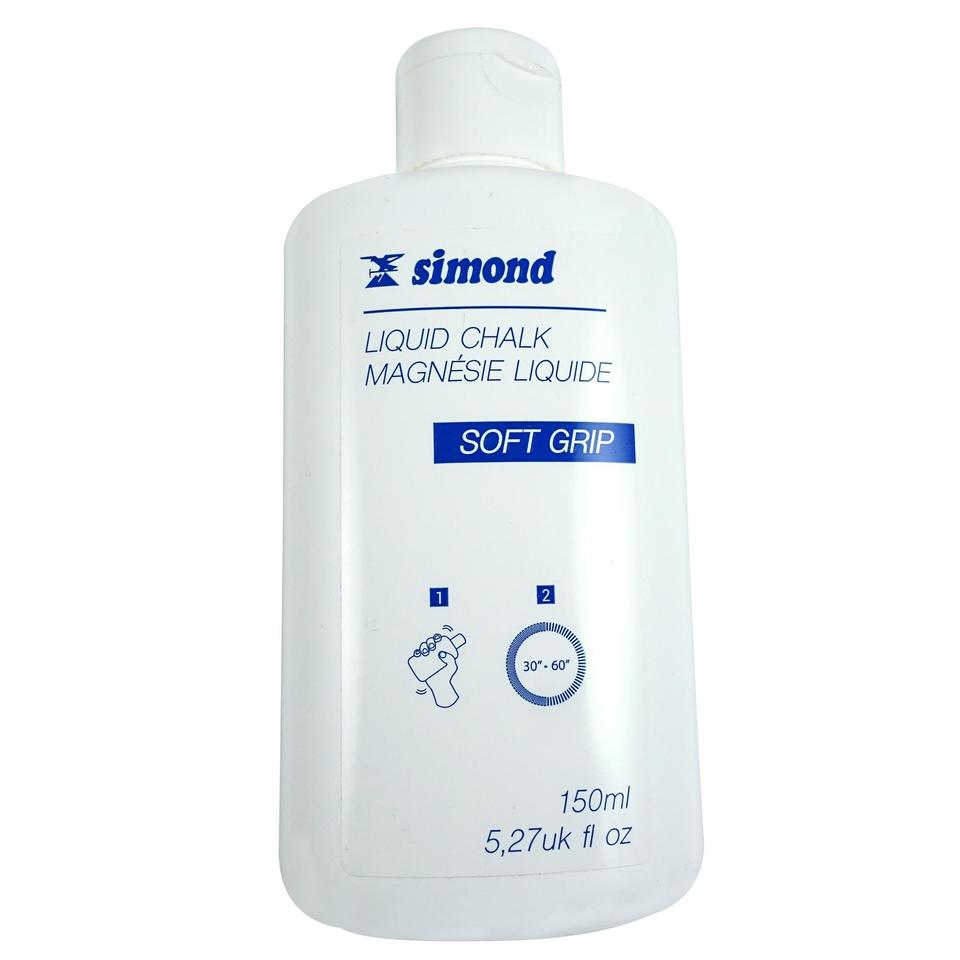 simond
LIQUID CHALK
MAGNÉSIE LIQUIDE
SOFT GRIP
1 2
30" - 60"
150ml
5,27uk fl oz